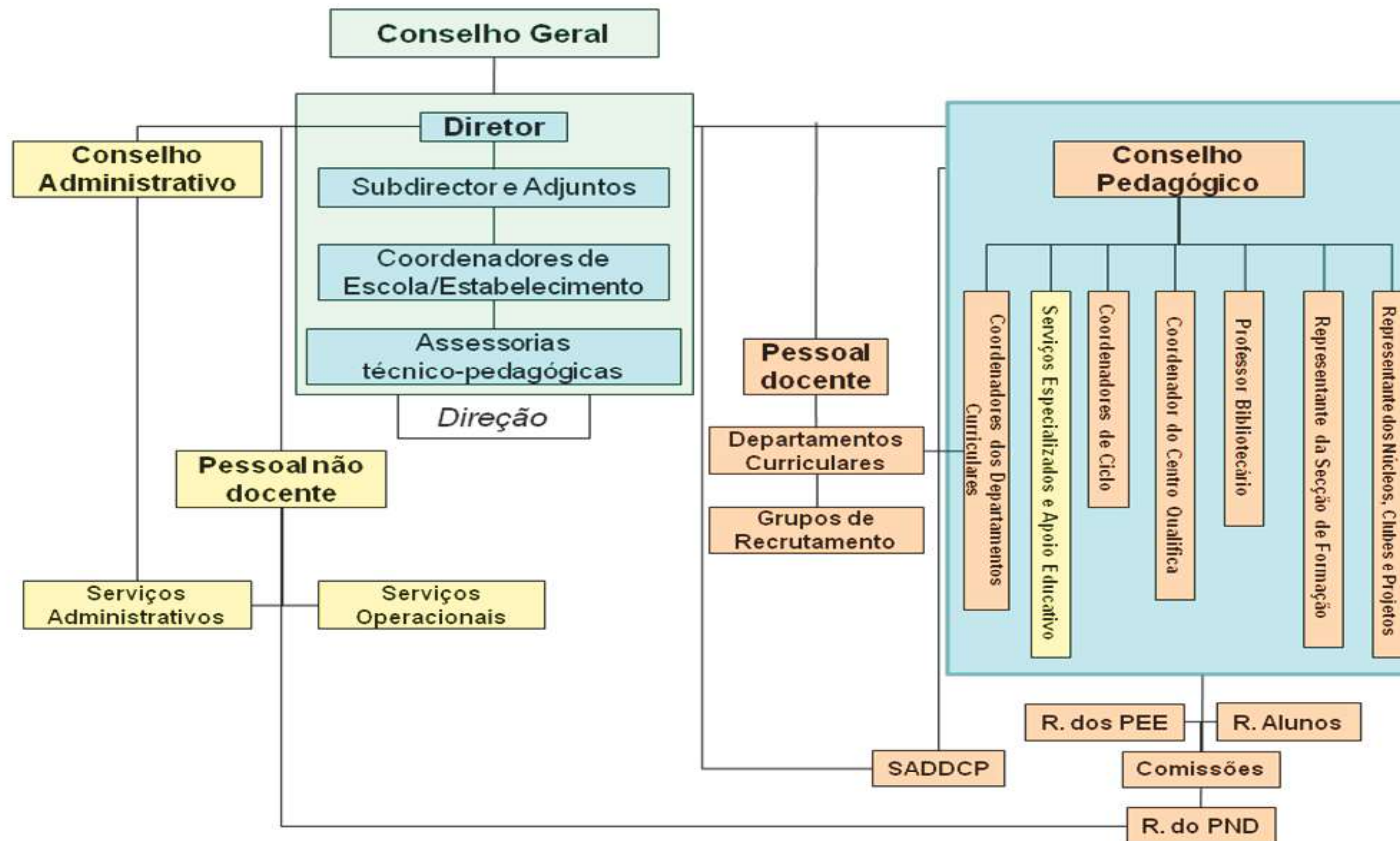 Conselho Geral
Diretor
Conselho
Administrativo
Subdirector e Adjuntos
Coordenadores de
Escola/Estabelecimento
Assessorias
técnico-pedagógicas
Direção
Pessoal não
docente
Serviços
Administrativos
Serviços
Operacionais
Pessoal
docente
Departamentos
Curriculares
Grupos de
Recrutamento
Conselho
Pedagógico
Coordenadores dos Departamentos
Curriculares
Serviços Especializados e Apoio Educativo
Coordenadores de Ciclo
Coordenador do Centro Qualifica
Professor Bibliotecàrio
Representante da Secção de Formação
Representante dos Núcleos, Clubes e Projetos
R. dos PEE
R. Alunos
SADDCP
Comissões
R. do PND